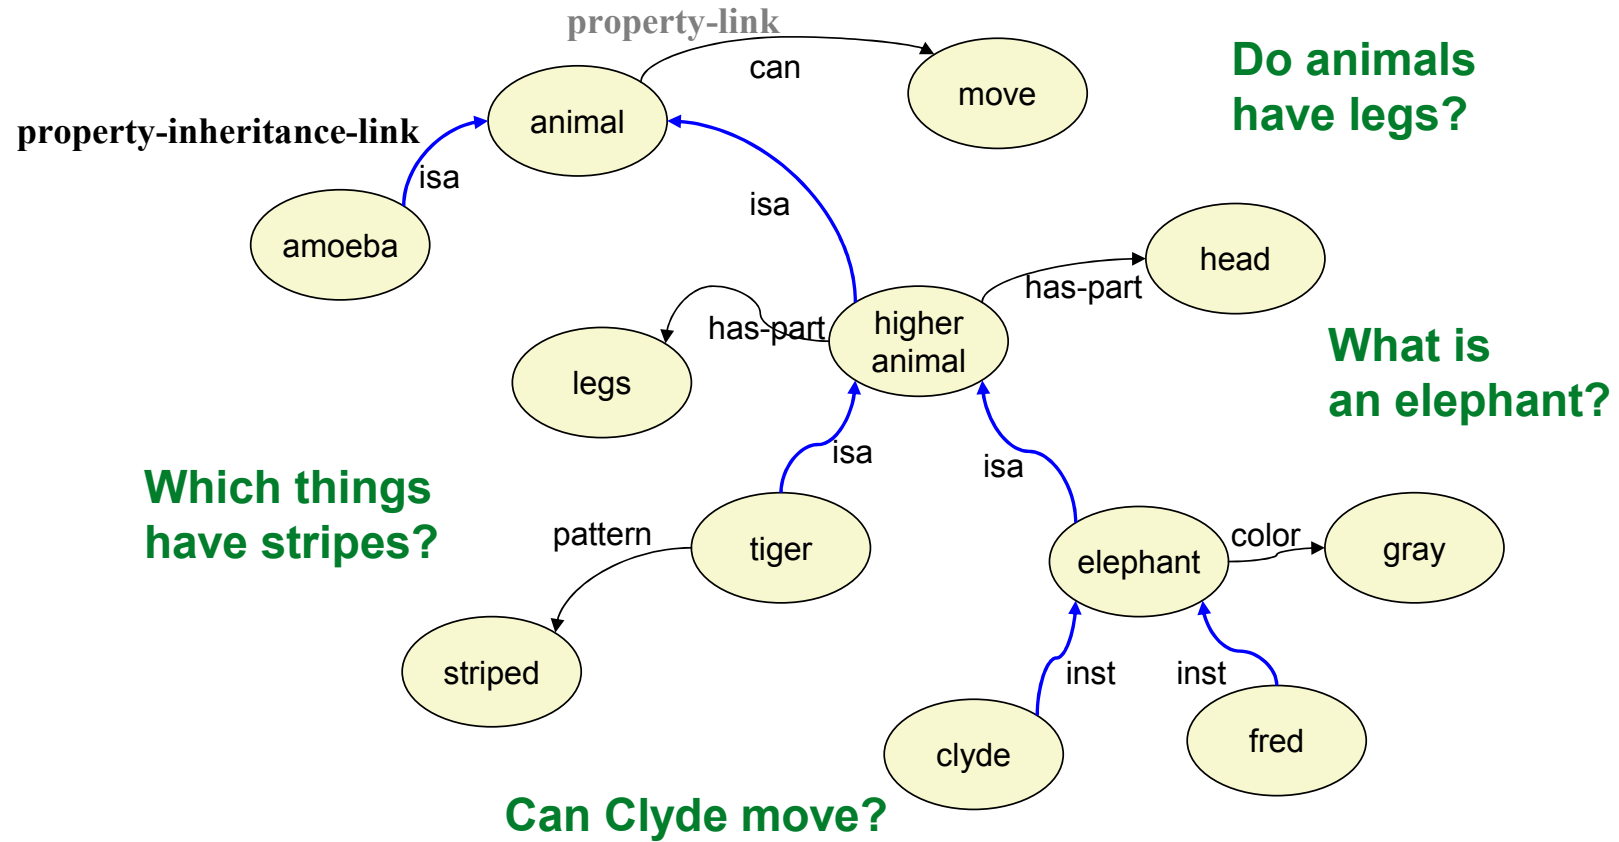 property-link
can
move
Do animals
have legs?
animal
property-inheritance-link
isa
isa
amoeba
head
has-part
higher
animal
has-part
legs
What is
an elephant?
isa
isa
Which things
have stripes?
pattern
tiger
elephant
color
gray
striped
inst
inst
clyde
fred
Can Clyde move?